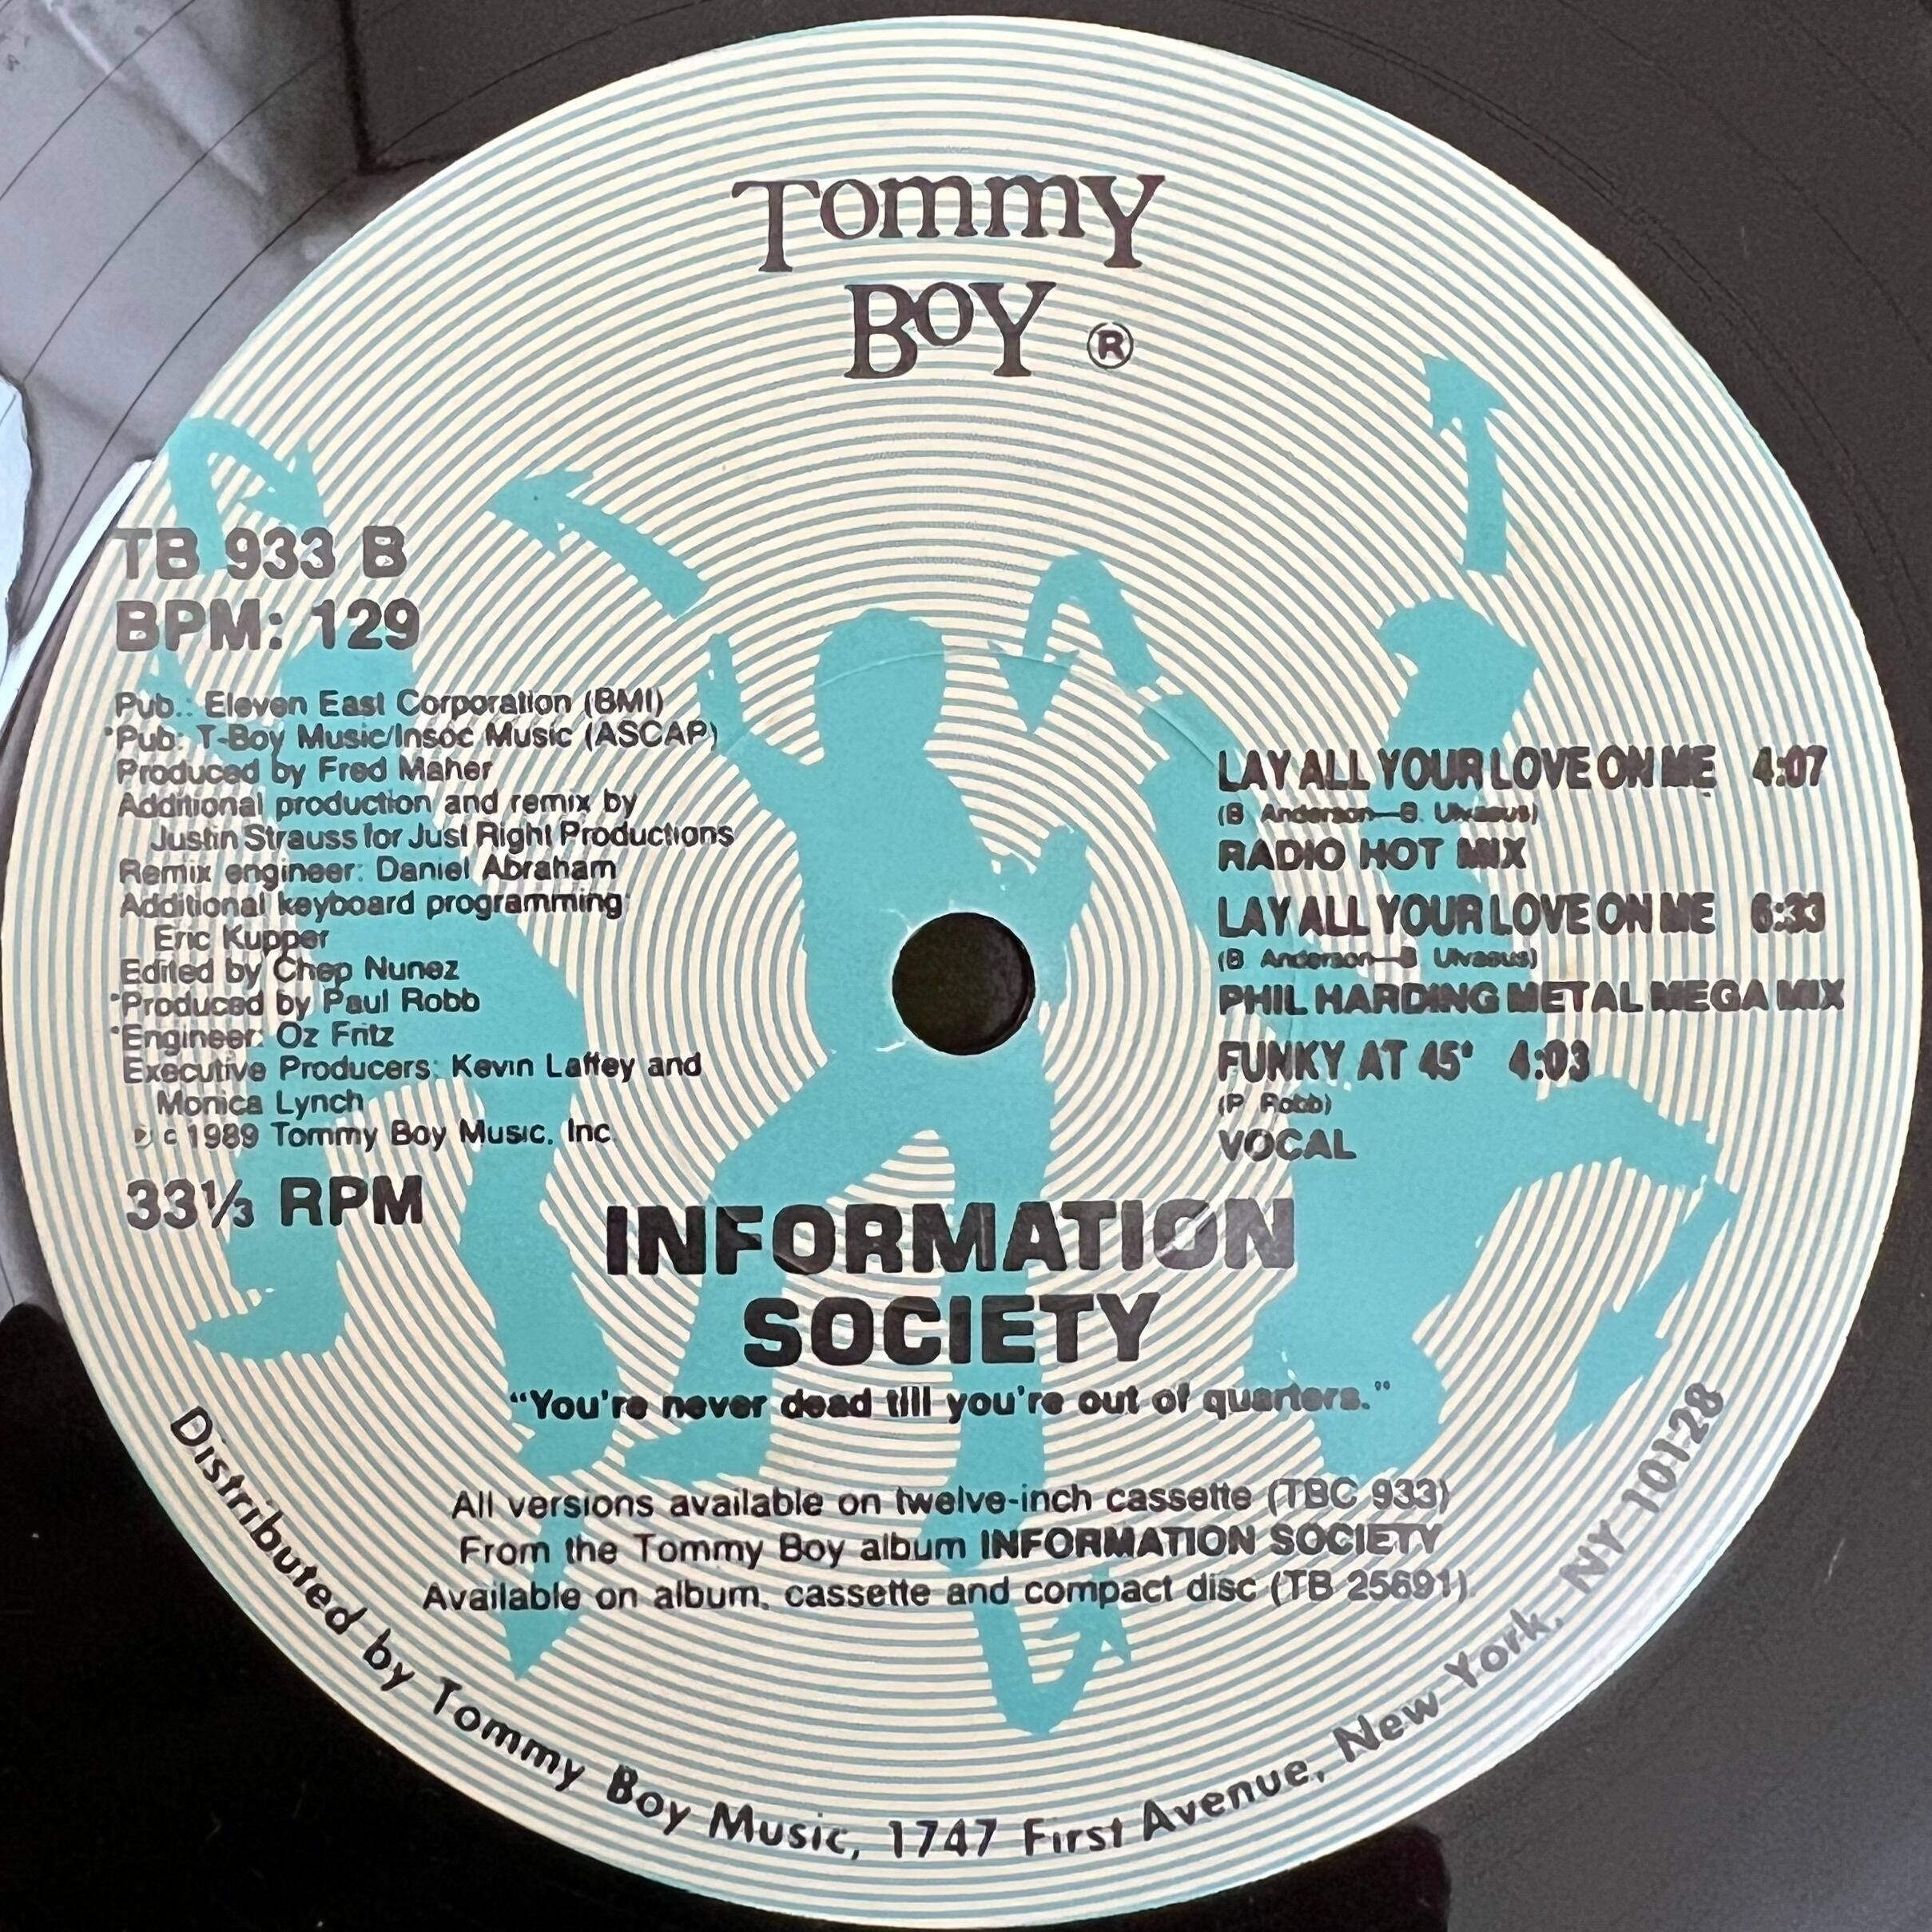 Tommy
Boy ®
TB 933 B
BPM: 129
Pub.: Eleven East Corporation (BMI)
*Pub: T-Boy Music/Insoc Music (ASCAP)
Produced by Fred Maher
Additional production and remix by
Justin Strauss for Just Right Productions
Remix engineer: Daniel Abraham
Additional keyboard programming:
Eric Kupper
Edited by Chep Nunez
*Produced by Paul Robb
*Engineer: Oz Fritz
Executive Producers: Kevin Laffey and
Monica Lynch
℗ c 1989 Tommy Boy Music, Inc.
33⅓ RPM
LAY ALL YOUR LOVE ON ME 4:07
(B. Anderson—B. Ulvaeus)
RADIO HOT MIX
LAY ALL YOUR LOVE ON ME 6:33
(B. Anderson—B. Ulvaeus)
PHIL HARDING METAL MEGA MIX
FUNKY AT 45* 4:03
(P. Robb)
VOCAL
INFORMATION
SOCIETY
"You're never dead till you're out of quarters."
All versions available on twelve-inch cassette (TBC 933)
From the Tommy Boy album INFORMATION SOCIETY
Available on album, cassette and compact disc (TB 25691).
Distributed by Tommy Boy Music, 1747 First Avenue, New York, NY 10128